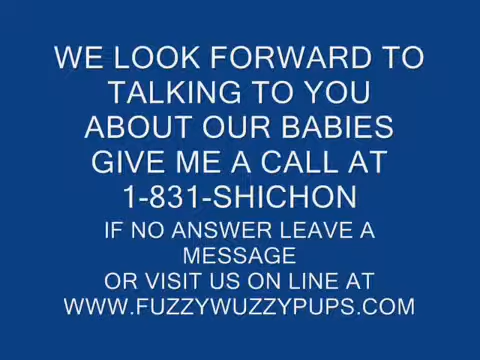 WE LOOK FORWARD TO
TALKING TO YOU
ABOUT OUR BABIES
GIVE ME A CALL AT
1-831-SHICHON
IF NO ANSWER LEAVE A
MESSAGE
OR VISIT US ON LINE AT
WWW.FUZZYWUZZYPUPS.COM